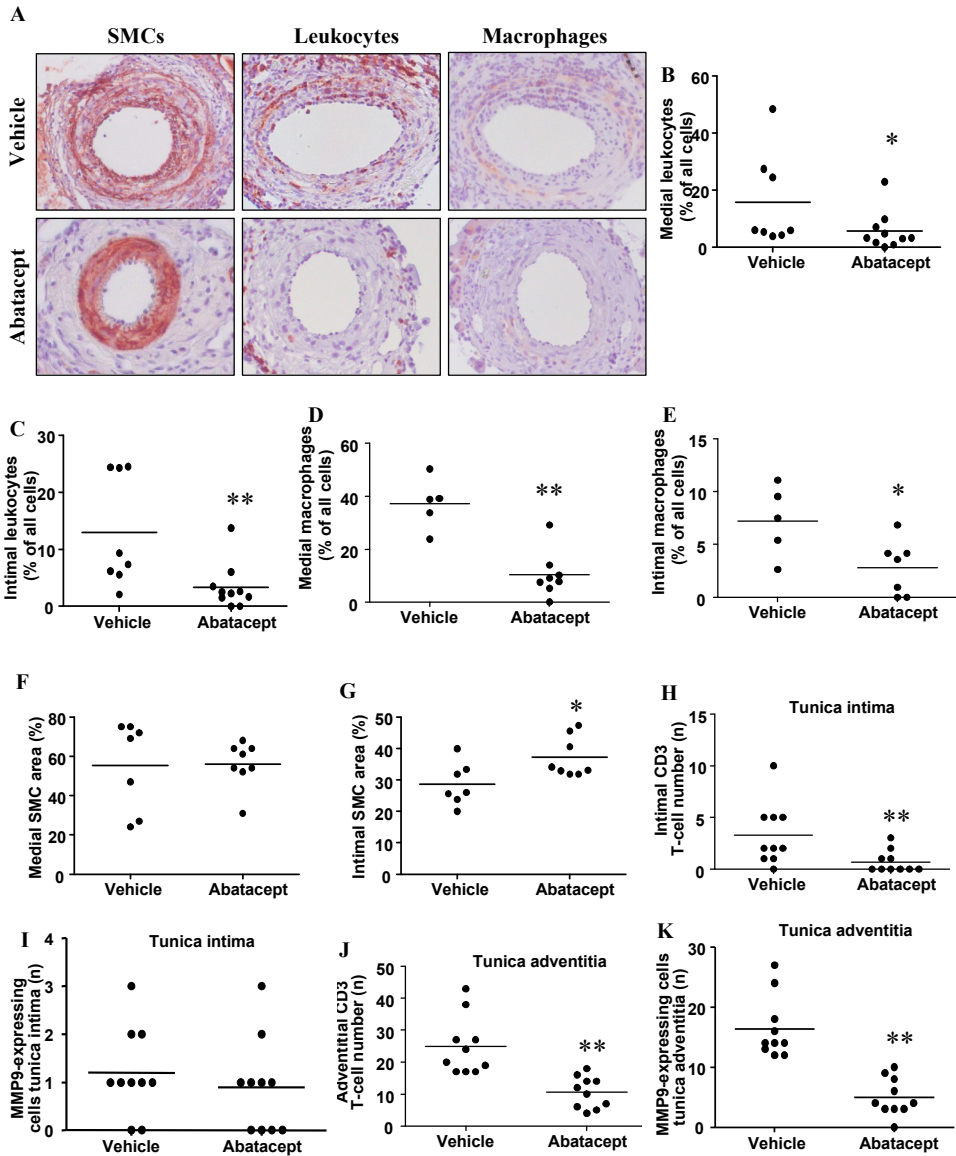 A
SMCs Leukocytes Macrophages
Vehicle
Abatacept
B
Medial leukocytes
(% of all cells)
60
40
20
0
*
Vehicle Abatacept
C
Intimal leukocytes
(% of all cells)
30
20
10
0
**
Vehicle Abatacept
D
Medial macrophages
(% of all cells)
60
40
20
0
**
Vehicle Abatacept
E
Intimal macrophages
(% of all cells)
15
10
5
0
*
Vehicle Abatacept
F
Medial SMC area (%)
80
60
40
20
0
Vehicle Abatacept
G
Intimal SMC area (%)
50
40
30
20
10
0
*
Vehicle Abatacept
H
Tunica intima
Intimal CD3
T-cell number (n)
15
10
5
0
**
Vehicle Abatacept
I
Tunica intima
MMP9-expressing
cells tunica intima (n)
4
3
2
1
0
Vehicle Abatacept
J
Tunica adventitia
Adventitial CD3
T-cell number (n)
50
40
30
20
10
0
**
Vehicle Abatacept
K
Tunica adventitia
MMP9-expressing cells
tunica adventitia (n)
30
20
10
0
**
Vehicle Abatacept